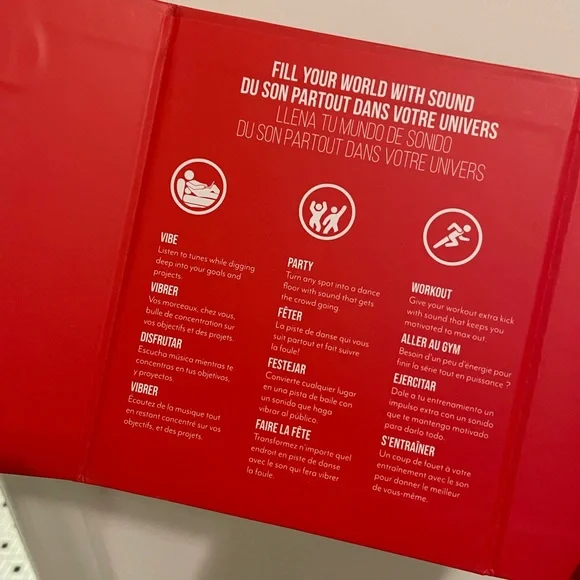 FILL YOUR WORLD WITH SOUND
DU SON PARTOUT DANS VOTRE UNIVERS
LLENA TU MUNDO DE SONIDO
DU SON PARTOUT DANS VOTRE UNIVERS
VIBE
Listen to tunes while digging
deep into your goals and
projects.
VIBRER
Vos morceaux, chez vous,
bulle de concentration sur
vos objectifs et des projets.
DISFRUTAR
Escucha música mientras te
concentras en tus objetivos,
y proyectos.
VIBRER
Écoutez de la musique tout
en restant concentré sur vos
objectifs, et des projets.
PARTY
Turn any spot into a dance
floor with sound that gets
the crowd going.
FÊTER
La piste de danse qui vous
suit partout et fait suivre
la foule!
FESTEJAR
Convierte cualquier lugar
en una pista de baile con
un sonido que haga
vibrar al público.
FAIRE LA FÊTE
Transformez n'importe quel
endroit en piste de danse
avec le son qui fera vibrer
la foule.
WORKOUT
Give your workout extra kick
with sound that keeps you
motivated to max out.
ALLER AU GYM
Besoin d'un peu d'énergie pour
finir la série tout en puissance ?
EJERCITAR
Dale a tu entrenamiento un
impulso extra con un sonido
que te mantenga motivado
para darlo todo.
S'ENTRAÎNER
Un coup de fouet à votre
entraînement avec le son
pour donner le meilleur
de vous-même.